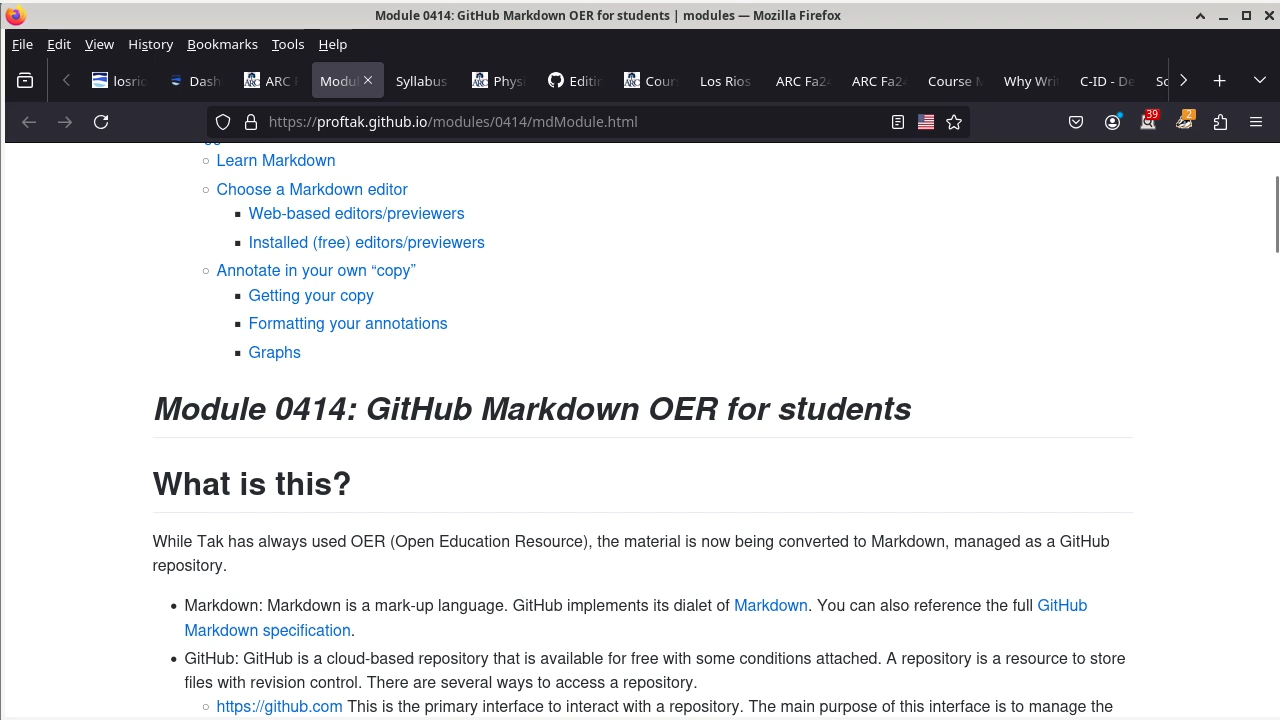 Module 0414: GitHub Markdown OER for students | modules — Mozilla Firefox
File Edit View History Bookmarks Tools Help
losric Dash ARC F Modul Syllabus Physi Editin Cours Los Rios ARC Fa24 ARC Fa24 Course M Why Writ C-ID - De Sc
https://proftak.github.io/modules/0414/mdModule.html 39 2
Learn Markdown
Choose a Markdown editor
Web-based editors/previewers
Installed (free) editors/previewers
Annotate in your own “copy”
Getting your copy
Formatting your annotations
Graphs
Module 0414: GitHub Markdown OER for students
What is this?
While Tak has always used OER (Open Education Resource), the material is now being converted to Markdown, managed as a GitHub
repository.
Markdown: Markdown is a mark-up language. GitHub implements its dialet of Markdown. You can also reference the full GitHub
Markdown specification.
GitHub: GitHub is a cloud-based repository that is available for free with some conditions attached. A repository is a resource to store
files with revision control. There are several ways to access a repository.
https://github.com This is the primary interface to interact with a repository. The main purpose of this interface is to manage the